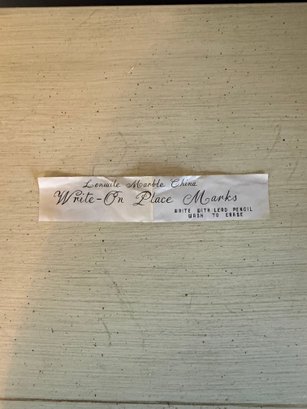 Lenwile Marble China
Write-On Place Marks
WRITE WITH LEAD PENCIL
WASH TO ERASE